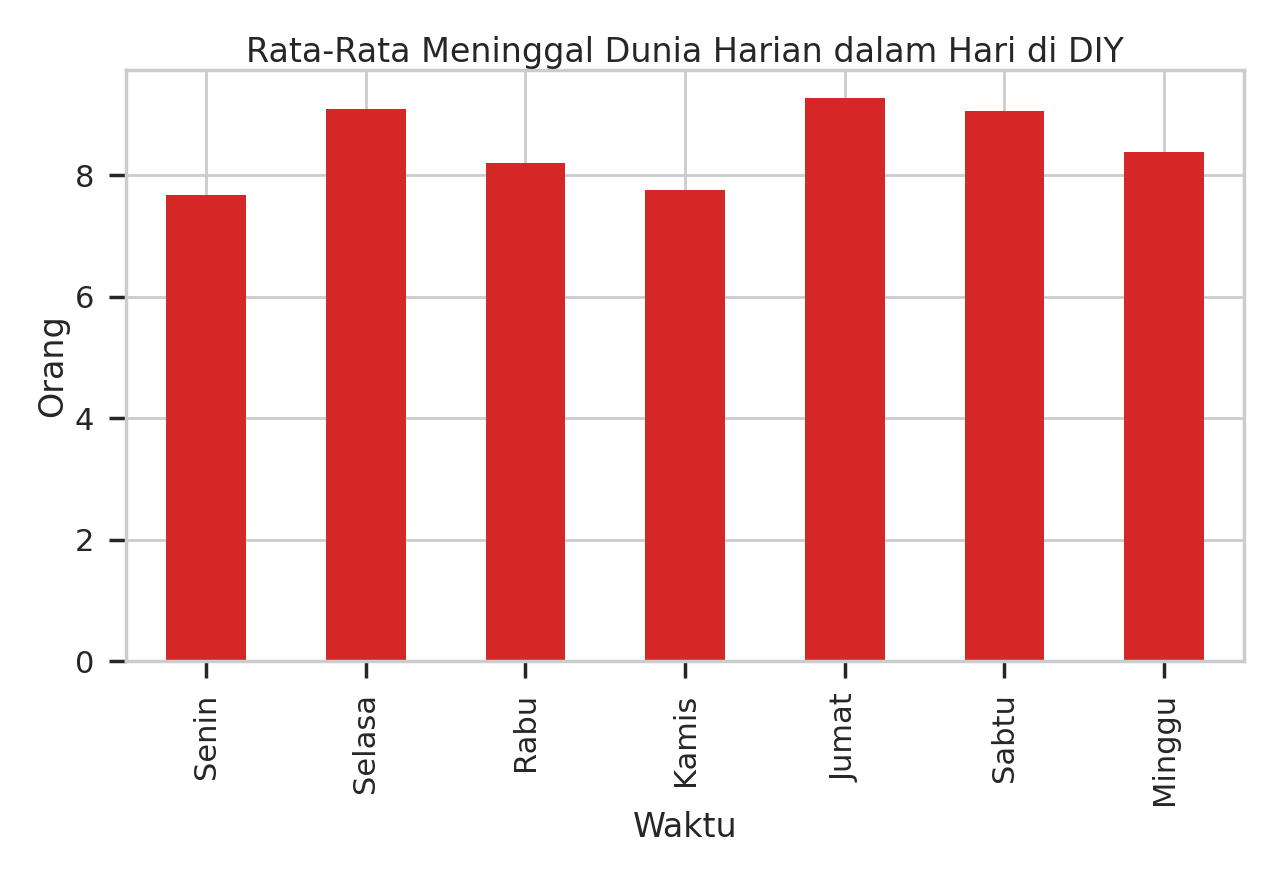 Rata-Rata Meninggal Dunia Harian dalam Hari di DIY
8
6
4
2
0
Orang
Senin
Selasa
Rabu
Kamis
Jumat
Sabtu
Minggu
Waktu